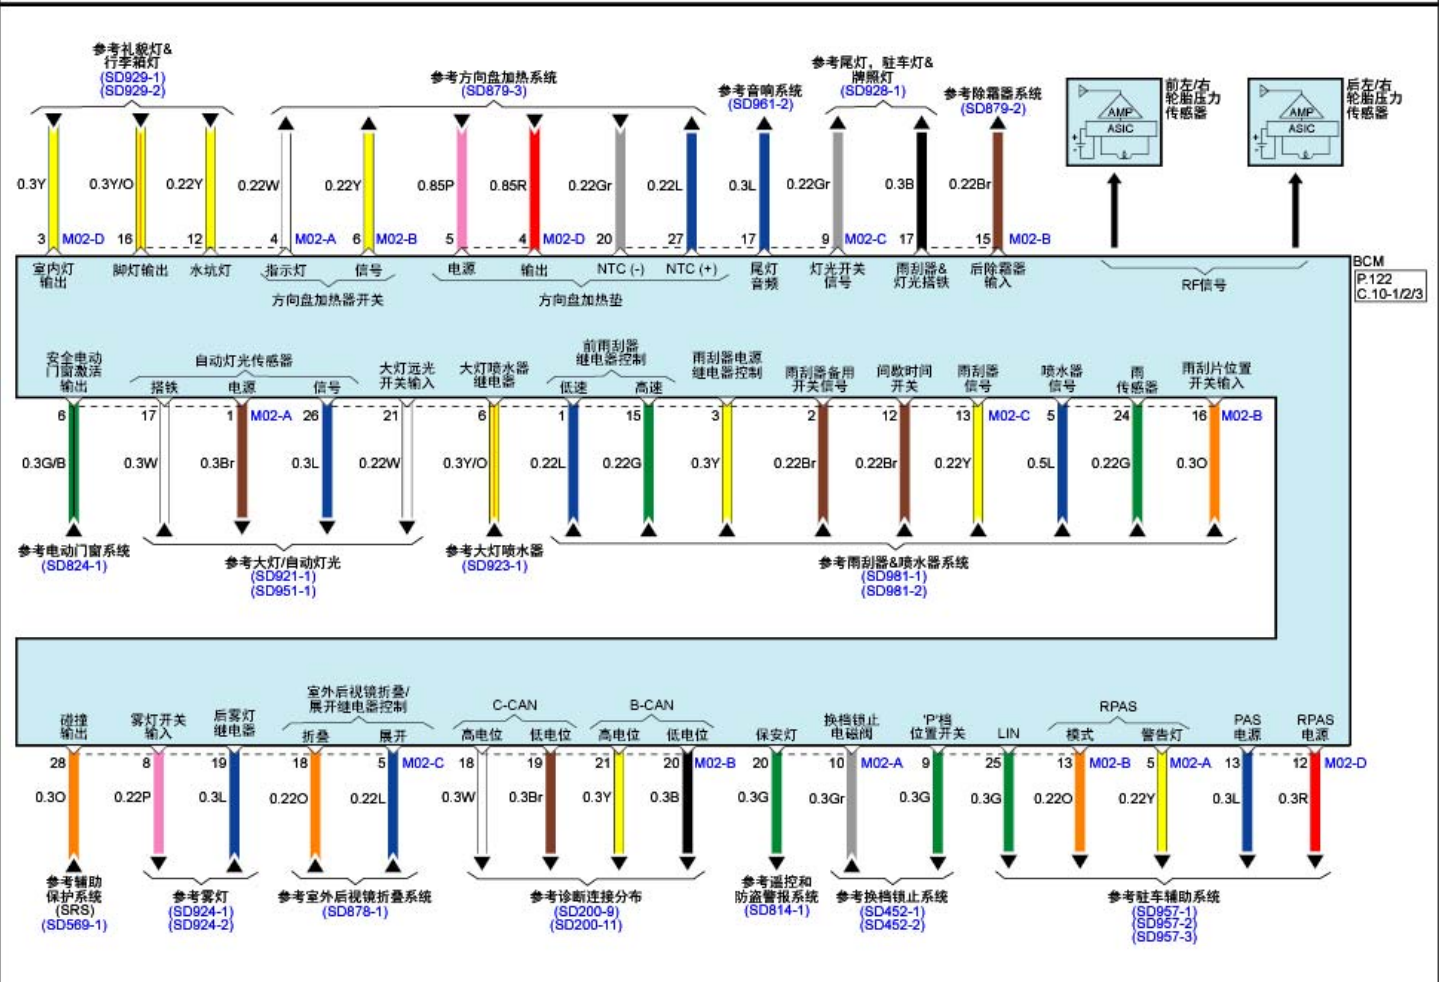 参考礼貌灯&
行李箱灯
(SD929-1)
(SD929-2)
参考方向盘加热系统
(SD879-3)
参考音响系统
(SD961-2)
参考尾灯，驻车灯&
牌照灯
(SD928-1)
参考除霜器系统
(SD879-2)
AMP
ASIC
前左/右
轮胎压力
传感器
AMP
ASIC
后左/右
轮胎压力
传感器
0.3Y 0.3Y/O 0.22Y 0.22W 0.22Y 0.85P 0.85R 0.22Gr 0.22L 0.3L 0.22Gr 0.3B 0.22Br
3 M02-D 16 12 4 M02-A 6 M02-B 5 4 M02-D 20 27 17 9 M02-C 17 15 M02-B
室内灯
输出
脚灯输出
水坑灯
指示灯
信号
方向盘加热器开关
电源
输出
NTC (-)
NTC (+)
方向盘加热垫
尾灯
音频
灯光开关
信号
雨刮器&
灯光搭铁
后除霜器
输入
RF信号
BCM
P.122
C.10-1/2/3
安全电动
门窗激活
输出
自动灯光传感器
搭铁
电源
信号
大灯远光
开关输入
大灯喷水器
继电器
前雨刮器
继电器控制
低速
高速
雨刮器电源
继电器控制
雨刮器备用
开关信号
间歇时间
开关
雨刮器
信号
喷水器
信号
雨
传感器
雨刮片位置
开关输入
6 17 1 M02-A 26 21 6 1 15 3 2 12 13 M02-C 5 24 16 M02-B
0.3G/B 0.3W 0.3Br 0.3L 0.22W 0.3Y/O 0.22L 0.22G 0.3Y 0.22Br 0.22Br 0.22Y 0.5L 0.22G 0.3O
参考电动门窗系统
(SD824-1)
参考大灯/自动灯光
(SD921-1)
(SD951-1)
参考大灯喷水器
(SD923-1)
参考雨刮器&喷水器系统
(SD981-1)
(SD981-2)
碰撞
输出
雾灯开关
输入
后雾灯
继电器
室外后视镜折叠/
展开继电器控制
折叠
展开
C-CAN
高电位
低电位
B-CAN
高电位
低电位
保安灯
换档锁止
电磁阀
'P'档
位置开关
LIN
RPAS
模式
警告灯
PAS
电源
RPAS
电源
28 8 19 18 5 M02-C 18 19 21 20 M02-B 20 10 M02-A 9 25 13 M02-B 5 M02-A 13 12 M02-D
0.3O 0.22P 0.3L 0.22O 0.22L 0.3W 0.3Br 0.3Y 0.3B 0.3G 0.3Gr 0.3G 0.3G 0.22O 0.22Y 0.3L 0.3R
参考辅助
保护系统
(SRS)
(SD569-1)
参考雾灯
(SD924-1)
(SD924-2)
参考室外后视镜折叠系统
(SD878-1)
参考诊断连接分布
(SD200-9)
(SD200-11)
参考遥控和
防盗警报系统
(SD814-1)
参考换档锁止系统
(SD452-1)
(SD452-2)
参考驻车辅助系统
(SD957-1)
(SD957-2)
(SD957-3)